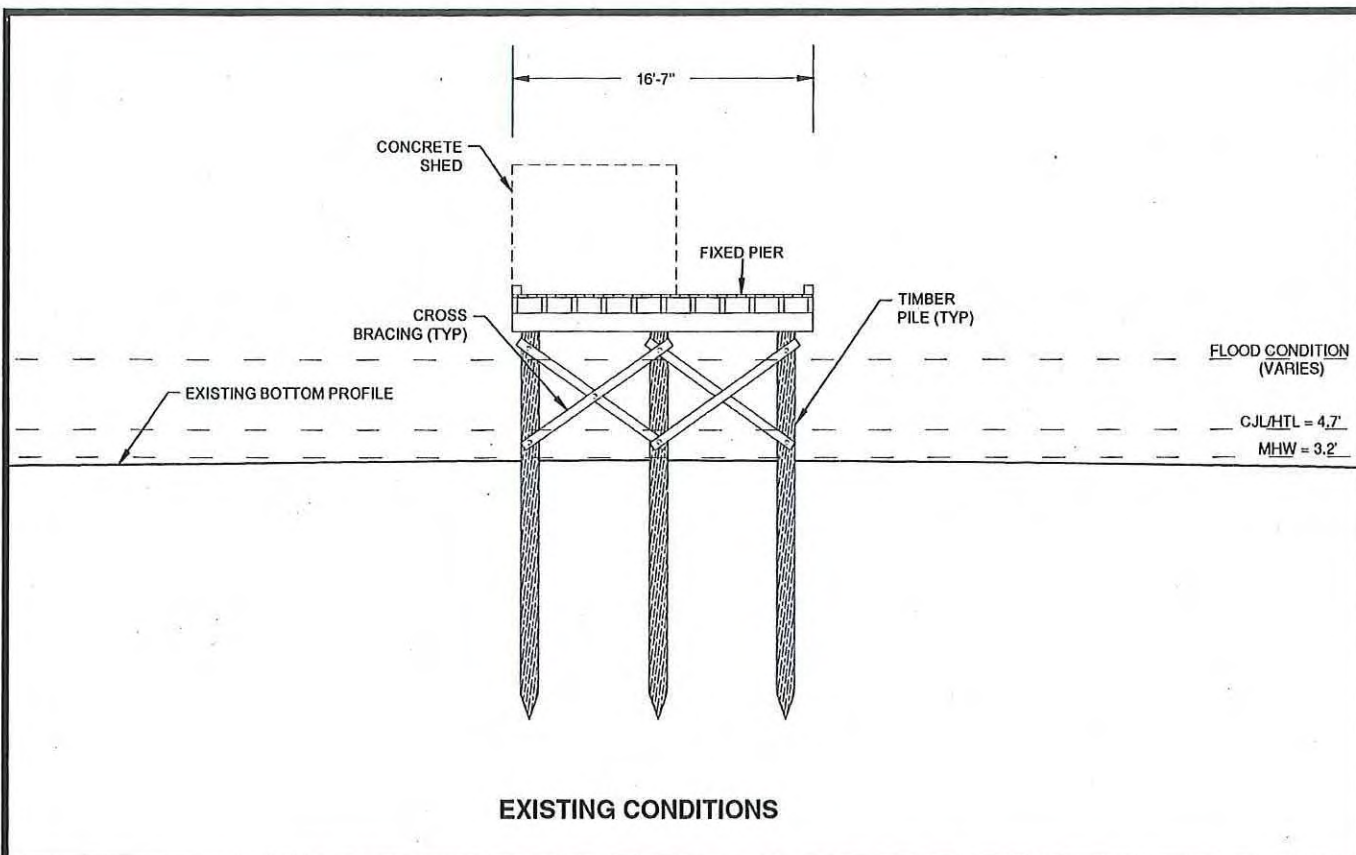 16'-7"
CONCRETE
SHED
FIXED PIER
CROSS
BRACING (TYP)
TIMBER
PILE (TYP)
FLOOD CONDITION
(VARIES)
EXISTING BOTTOM PROFILE
CJL/HTL = 4.7'
MHW = 3.2'
EXISTING CONDITIONS